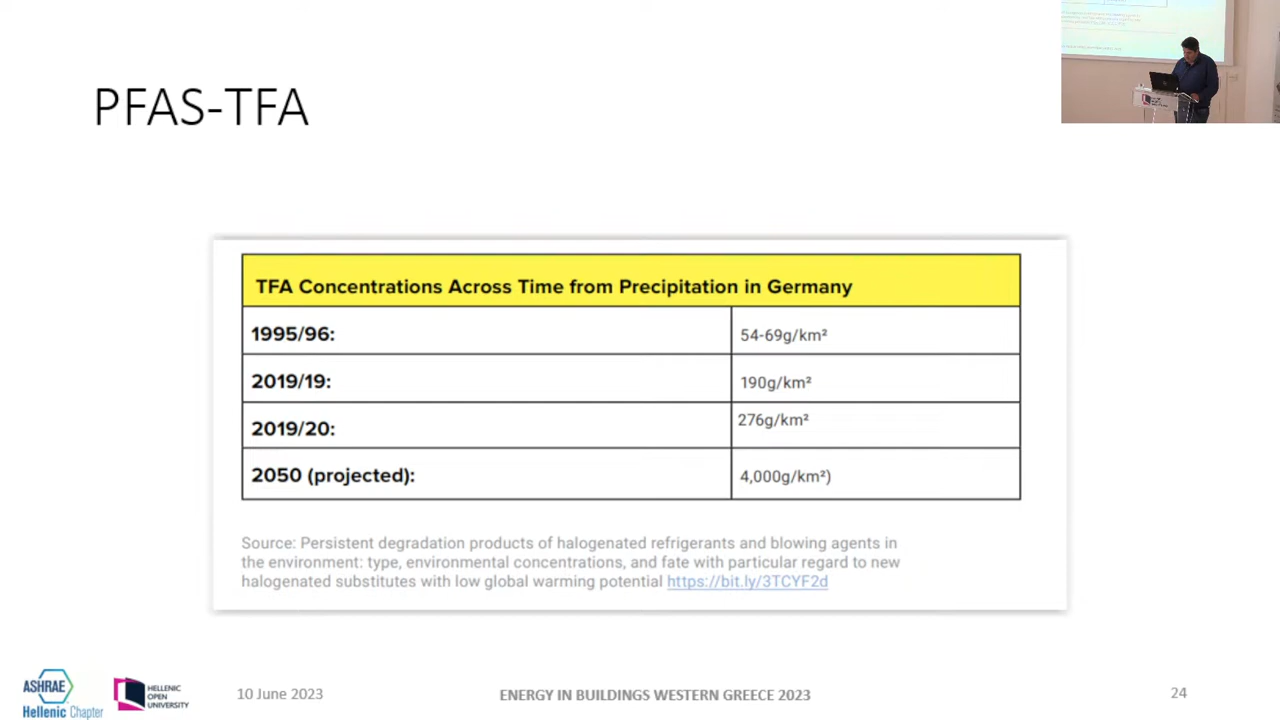 PFAS-TFA
TFA Concentrations Across Time from Precipitation in Germany
1995/96: 54-69g/km²
2019/19: 190g/km²
2019/20: 276g/km²
2050 (projected): 4,000g/km²)
Source: Persistent degradation products of halogenated refrigerants and blowing agents in
the environment: type, environmental concentrations, and fate with particular regard to new
halogenated substitutes with low global warming potential https://bit.ly/3TCYF2d
ASHRAE
Hellenic Chapter
HELLENIC
OPEN
UNIVERSITY
10 June 2023
ENERGY IN BUILDINGS WESTERN GREECE 2023
24